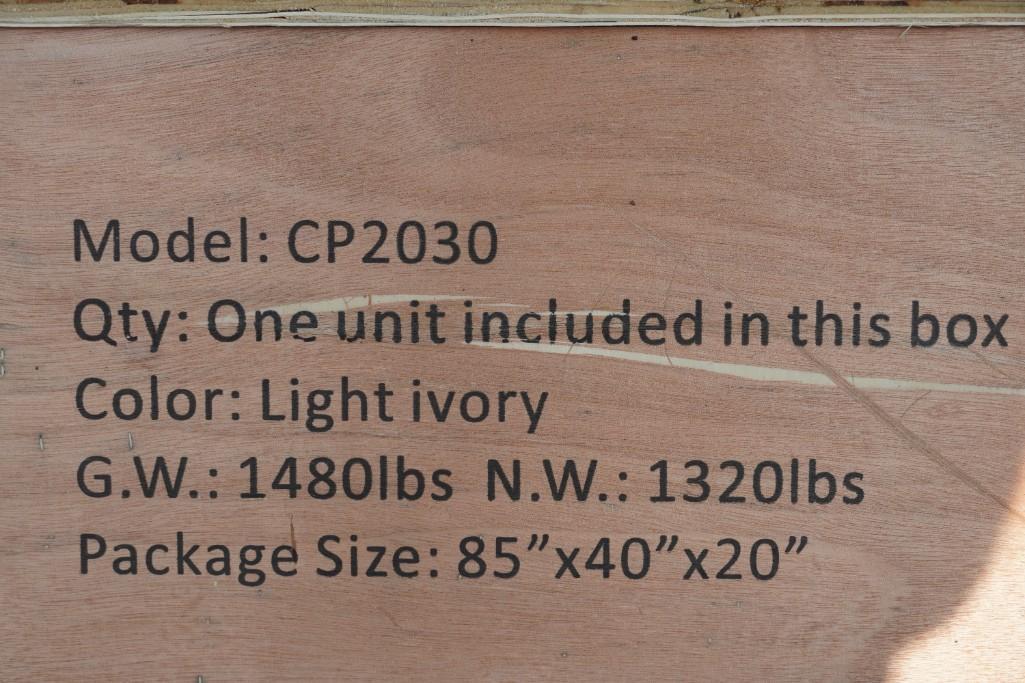 Model: CP2030
Qty: One unit included in this box
Color: Light ivory
G.W.: 1480lbs N.W.: 1320lbs
Package Size: 85”x40”x20”